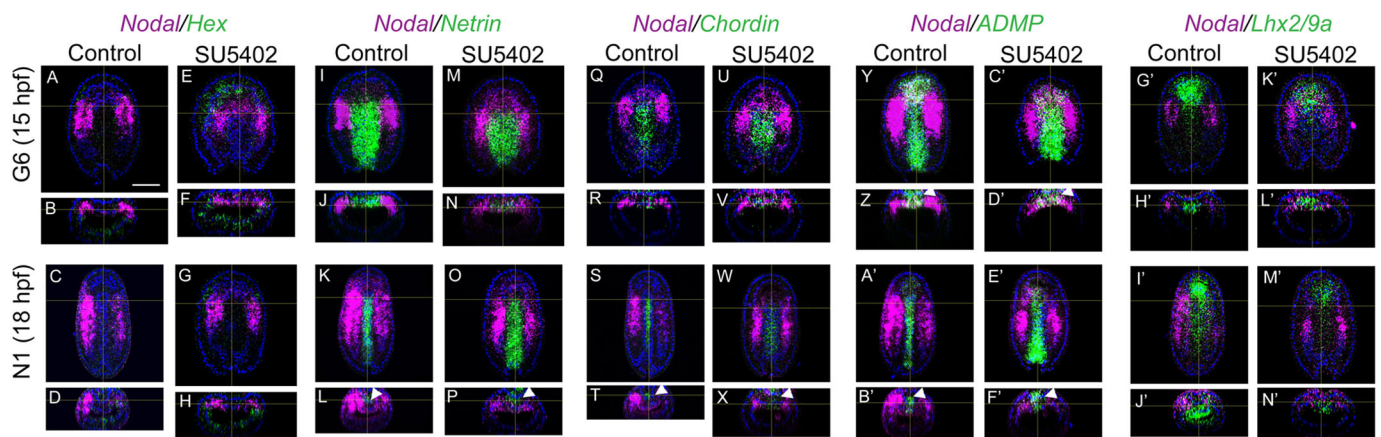 Nodal/Hex Nodal/Netrin Nodal/Chordin Nodal/ADMP Nodal/Lhx2/9a
Control SU5402 Control SU5402 Control SU5402 Control SU5402 Control SU5402
G6 (15 hpf)
A E I M Q U Y C' G' K'
B F J N R V Z D' H' L'
N1 (18 hpf)
C G K O S W A' E' I' M'
D H L P T X B' F' J' N'